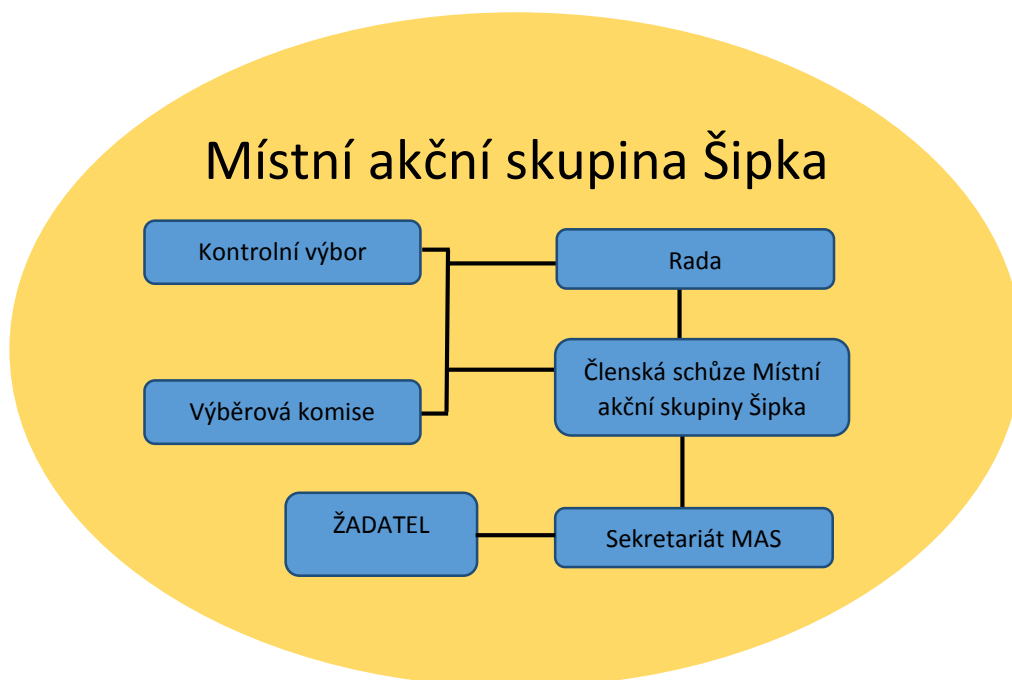 Místní akční skupina Šipka
Kontrolní výbor
Rada
Členská schůze Místní
akční skupiny Šipka
Výběrová komise
ŽADATEL
Sekretariát MAS